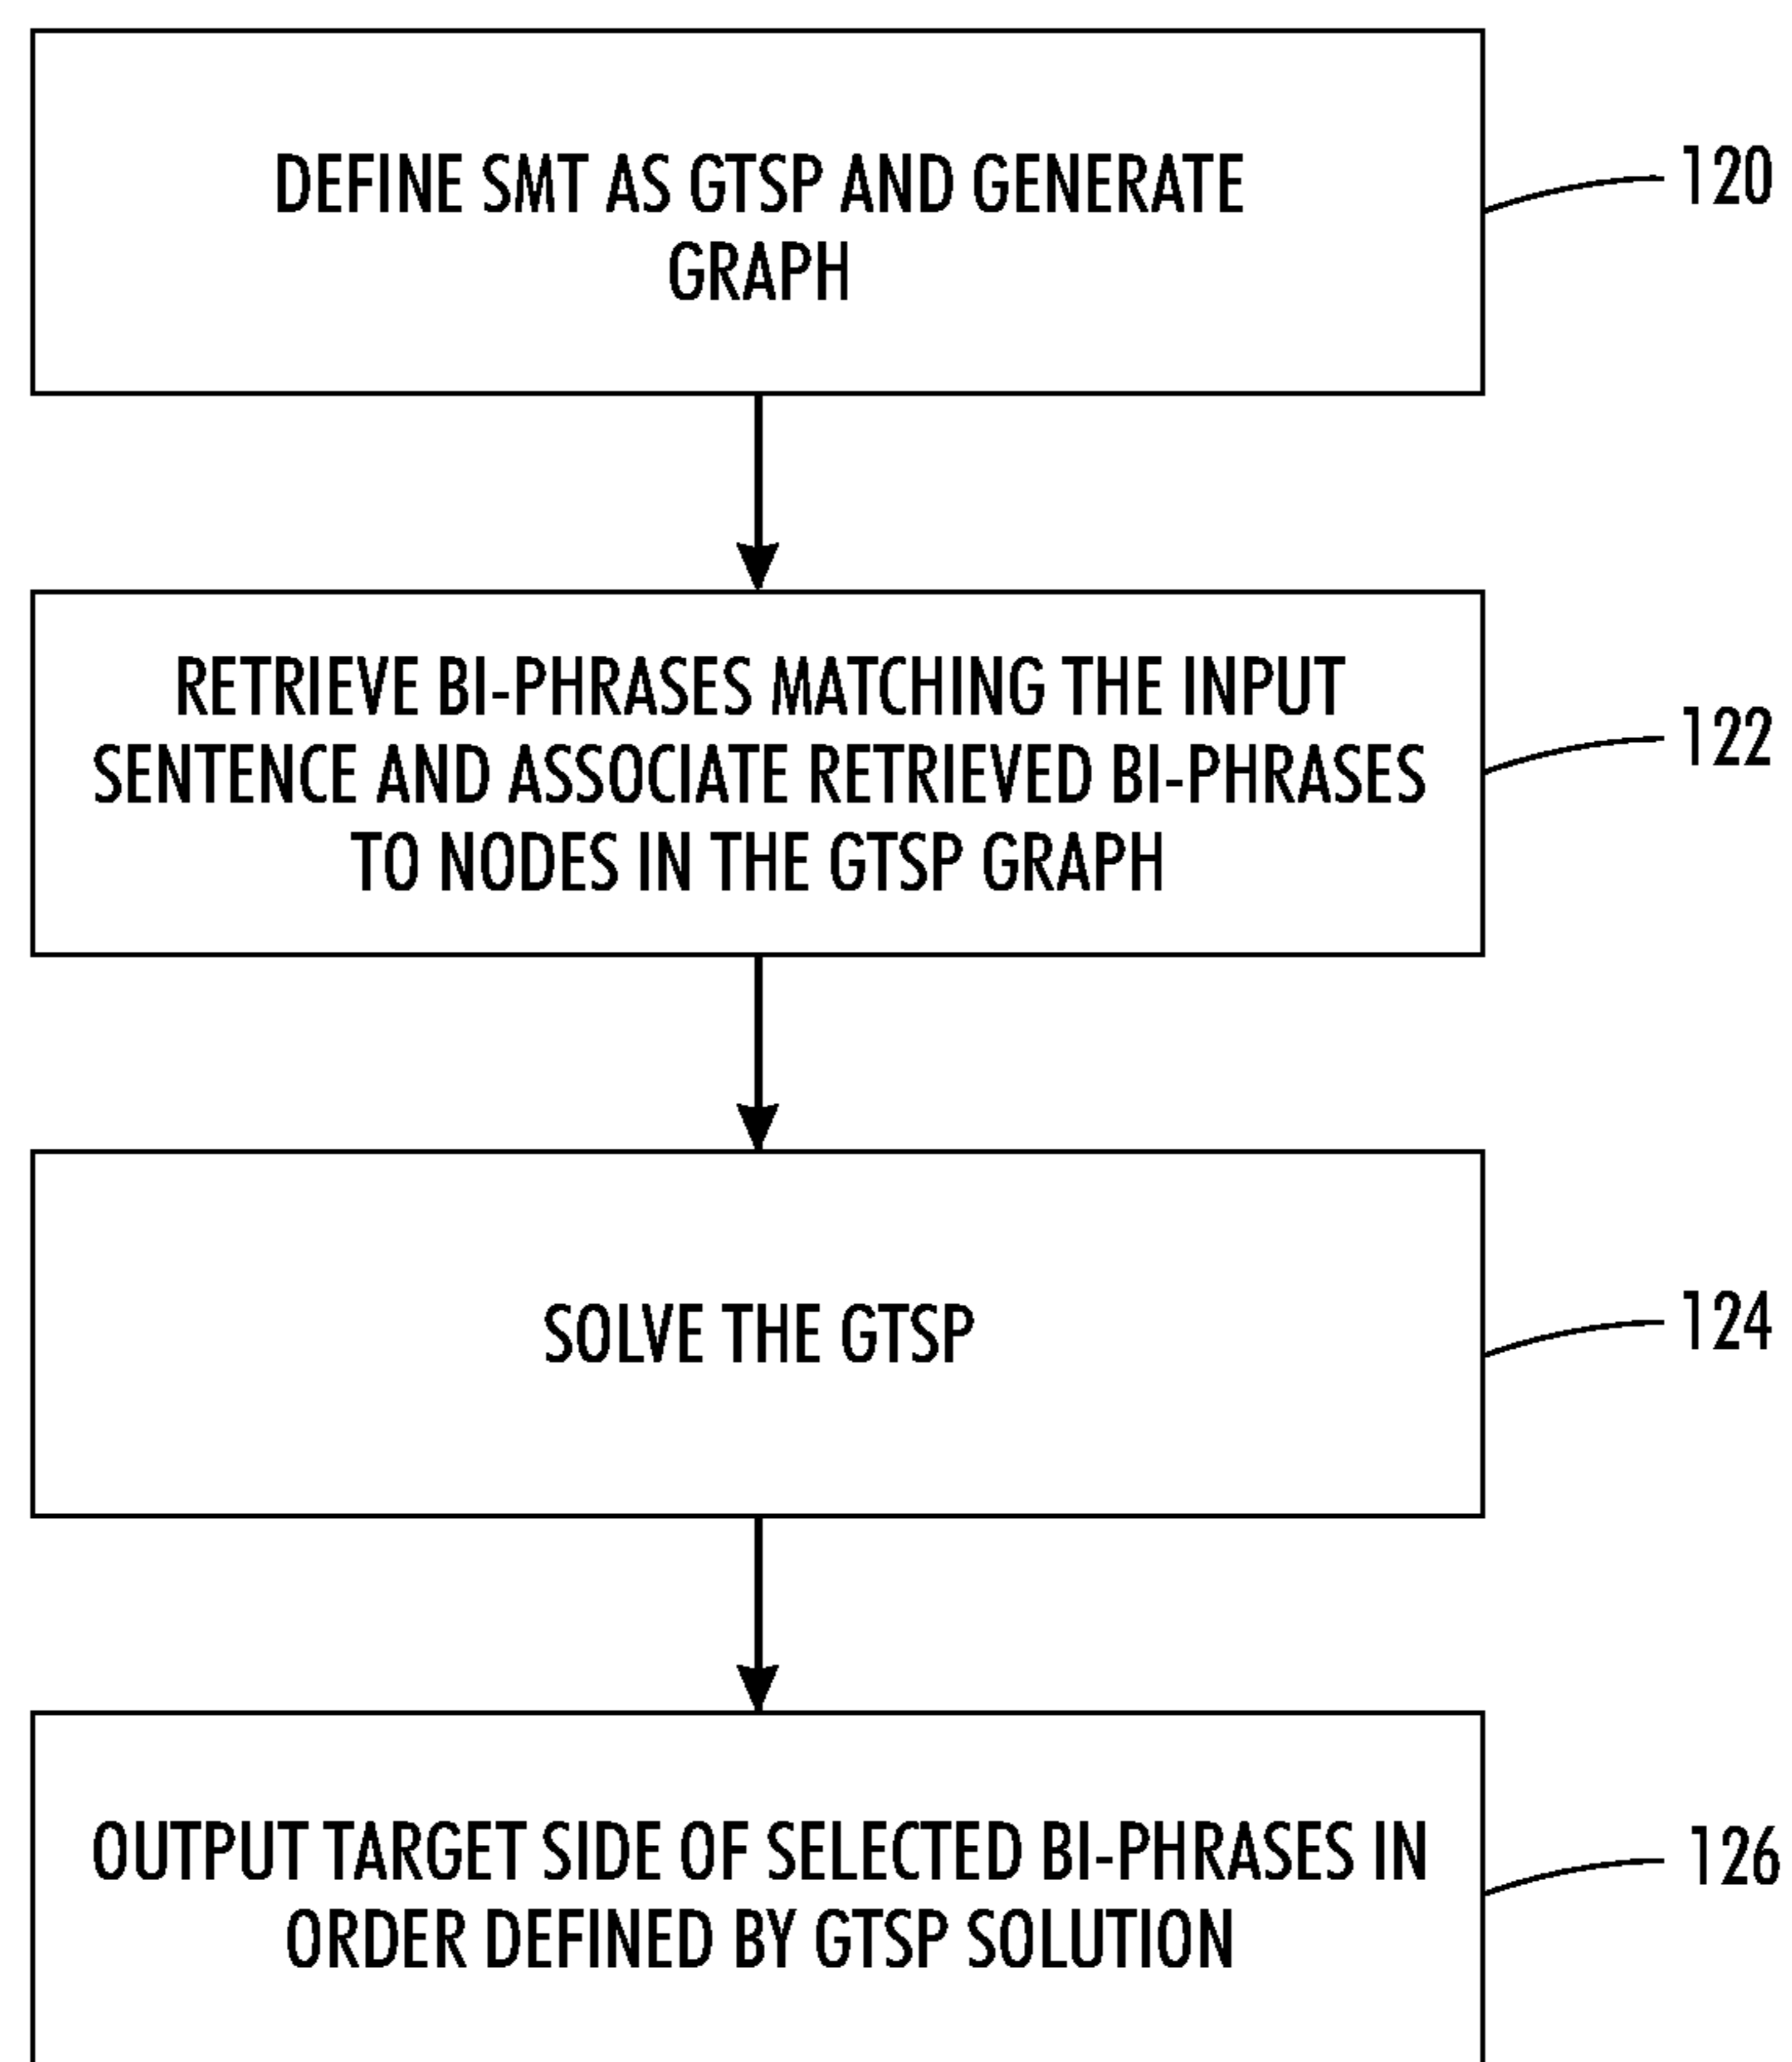 DEFINE SMT AS GTSP AND GENERATE
GRAPH
120
RETRIEVE BI-PHRASES MATCHING THE INPUT
SENTENCE AND ASSOCIATE RETRIEVED BI-PHRASES
TO NODES IN THE GTSP GRAPH
122
SOLVE THE GTSP
124
OUTPUT TARGET SIDE OF SELECTED BI-PHRASES IN
ORDER DEFINED BY GTSP SOLUTION
126